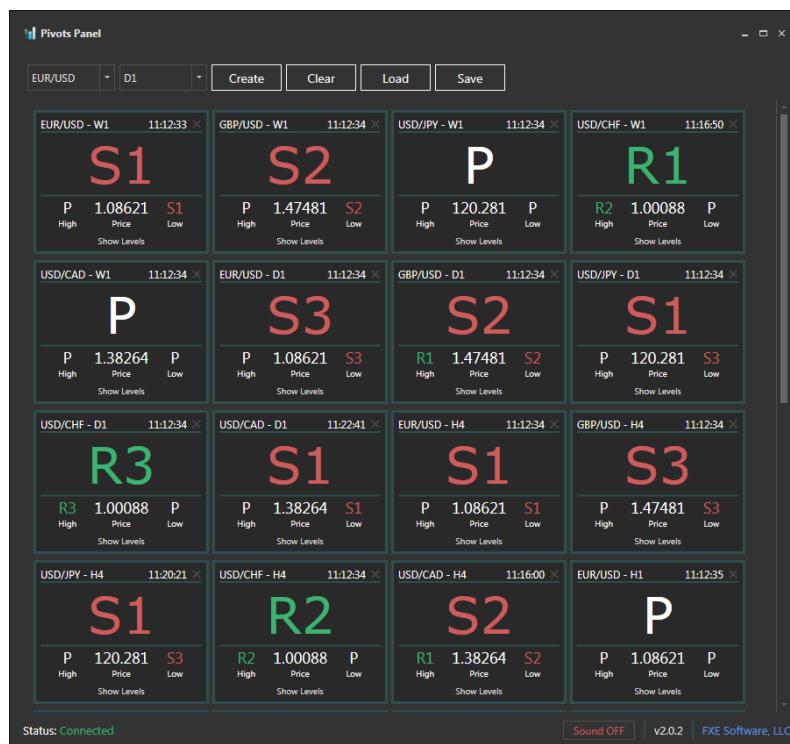 Pivots Panel
EUR/USD D1 Create Clear Load Save
EUR/USD - W1 11:12:33 GBP/USD - W1 11:12:34 USD/JPY - W1 11:12:34 USD/CHF - W1 11:16:50
S1 S2 P R1
P 1.08621 S1 P 1.47481 S2 P 120.281 P R2 1.00088 P
High Price Low High Price Low High Price Low High Price Low
Show Levels Show Levels Show Levels Show Levels
USD/CAD - W1 11:12:34 EUR/USD - D1 11:12:34 GBP/USD - D1 11:12:34 USD/JPY - D1 11:12:34
P S3 S2 S1
P 1.38264 P P 1.08621 S3 R1 1.47481 S2 P 120.281 S3
High Price Low High Price Low High Price Low High Price Low
Show Levels Show Levels Show Levels Show Levels
USD/CHF - D1 11:12:34 USD/CAD - D1 11:22:41 EUR/USD - H4 11:12:34 GBP/USD - H4 11:12:34
R3 S1 S1 S3
R3 1.00088 P P 1.38264 S1 P 1.08621 S1 P 1.47481 S3
High Price Low High Price Low High Price Low High Price Low
Show Levels Show Levels Show Levels Show Levels
USD/JPY - H4 11:20:21 USD/CHF - H4 11:12:34 USD/CAD - H4 11:16:00 EUR/USD - H1 11:12:35
S1 R2 S2 P
P 120.281 S3 R2 1.00088 P R1 1.38264 S2 P 1.08621 P
High Price Low High Price Low High Price Low High Price Low
Show Levels Show Levels Show Levels Show Levels
Status: Connected Sound OFF v2.0.2 FXE Software, LLC